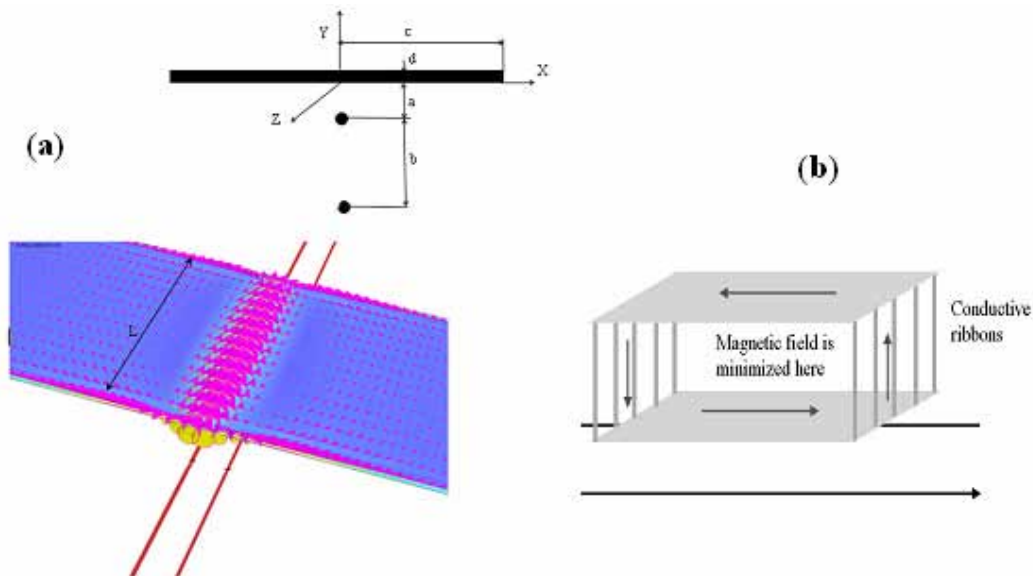 Y
c
d
X
a
Z
(a)
b
(b)
L
Conductive
ribbons
Magnetic field is
minimized here